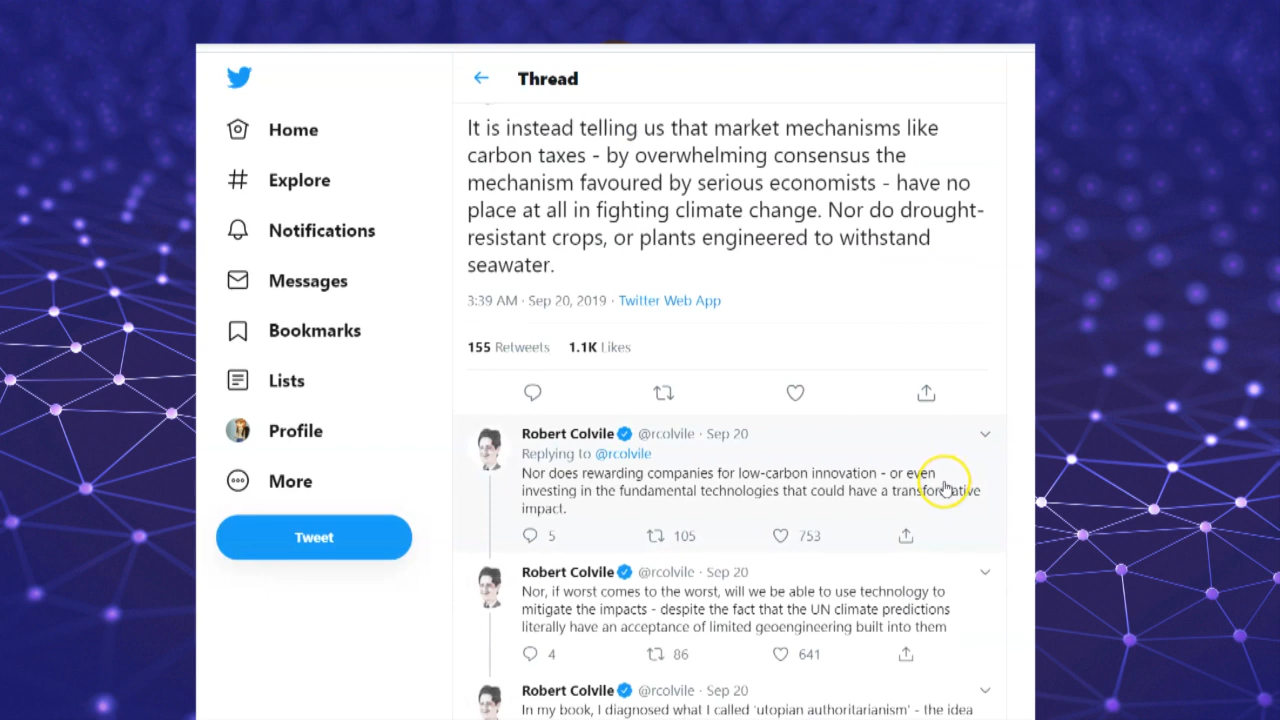 Thread
Home
Explore
Notifications
Messages
Bookmarks
Lists
Profile
More
Tweet
It is instead telling us that market mechanisms like
carbon taxes - by overwhelming consensus the
mechanism favoured by serious economists - have no
place at all in fighting climate change. Nor do drought-
resistant crops, or plants engineered to withstand
seawater.
3:39 AM · Sep 20, 2019 · Twitter Web App
155 Retweets 1.1K Likes
Robert Colvile @rcolvile · Sep 20
Replying to @rcolvile
Nor does rewarding companies for low-carbon innovation - or even
investing in the fundamental technologies that could have a transformative
impact.
5 105 753
Robert Colvile @rcolvile · Sep 20
Nor, if worst comes to the worst, will we be able to use technology to
mitigate the impacts - despite the fact that the UN climate predictions
literally have an acceptance of limited geoengineering built into them
4 86 641
Robert Colvile @rcolvile · Sep 20
In my book, I diagnosed what I called 'utopian authoritarianism' - the idea